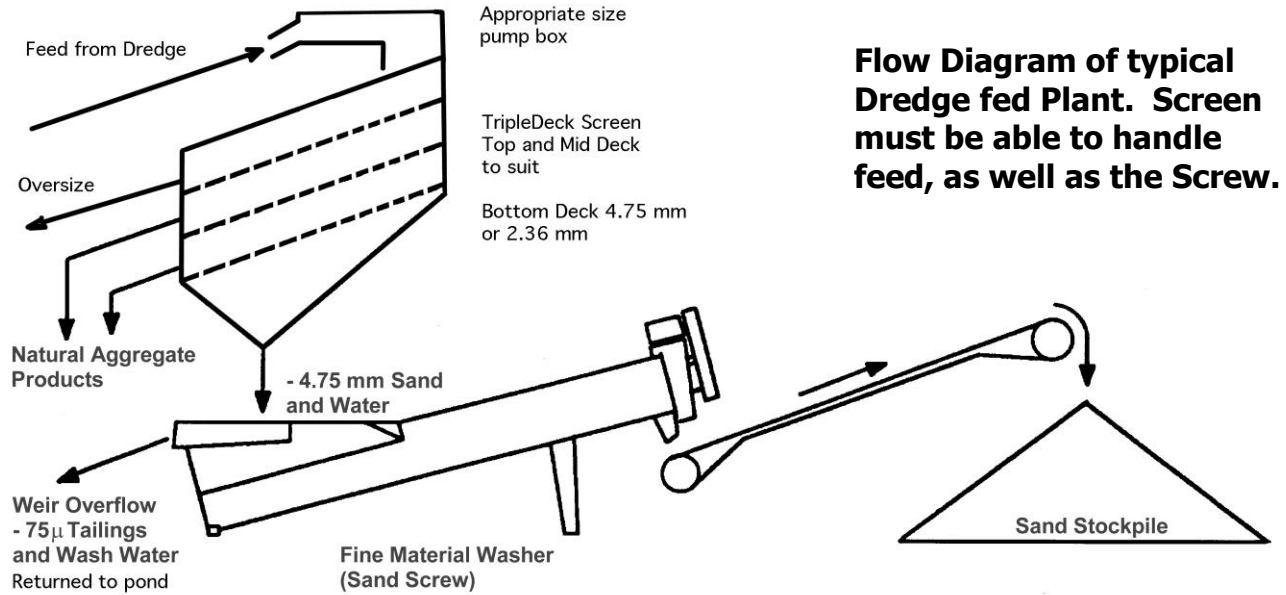 Feed from Dredge
Appropriate size
pump box
Flow Diagram of typical
Dredge fed Plant. Screen
must be able to handle
feed, as well as the Screw.
TripleDeck Screen
Top and Mid Deck
to suit
Oversize
Bottom Deck 4.75 mm
or 2.36 mm
Natural Aggregate
Products
- 4.75 mm Sand
and Water
Weir Overflow
- 75µ Tailings
and Wash Water
Returned to pond
Fine Material Washer
(Sand Screw)
Sand Stockpile